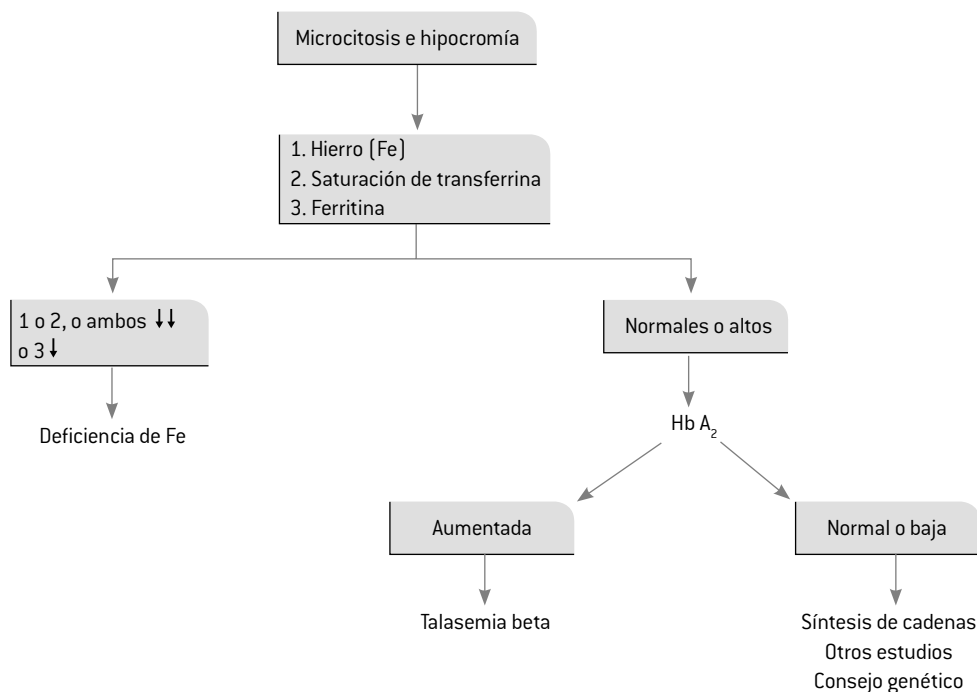 Microcitosis e hipocromía
1. Hierro (Fe)
2. Saturación de transferrina
3. Ferritina
1 o 2, o ambos ↓↓
o 3 ↓
Normales o altos
Deficiencia de Fe
Hb A₂
Aumentada
Normal o baja
Talasemia beta
Síntesis de cadenas
Otros estudios
Consejo genético